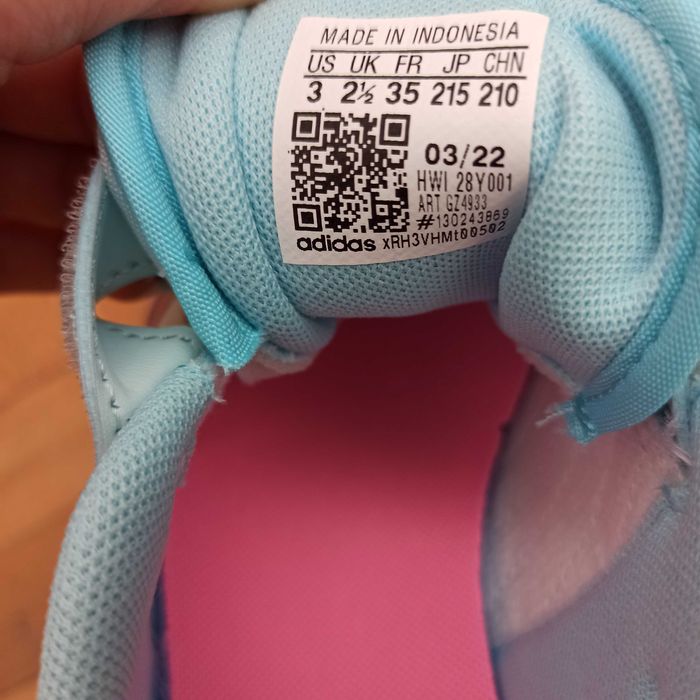 MADE IN INDONESIA
US UK FR JP CHN
3 2½ 35 215 210
03/22
HWI 28Y001
ART GZ4933
#130243869
adidas xRH3VHMt00502